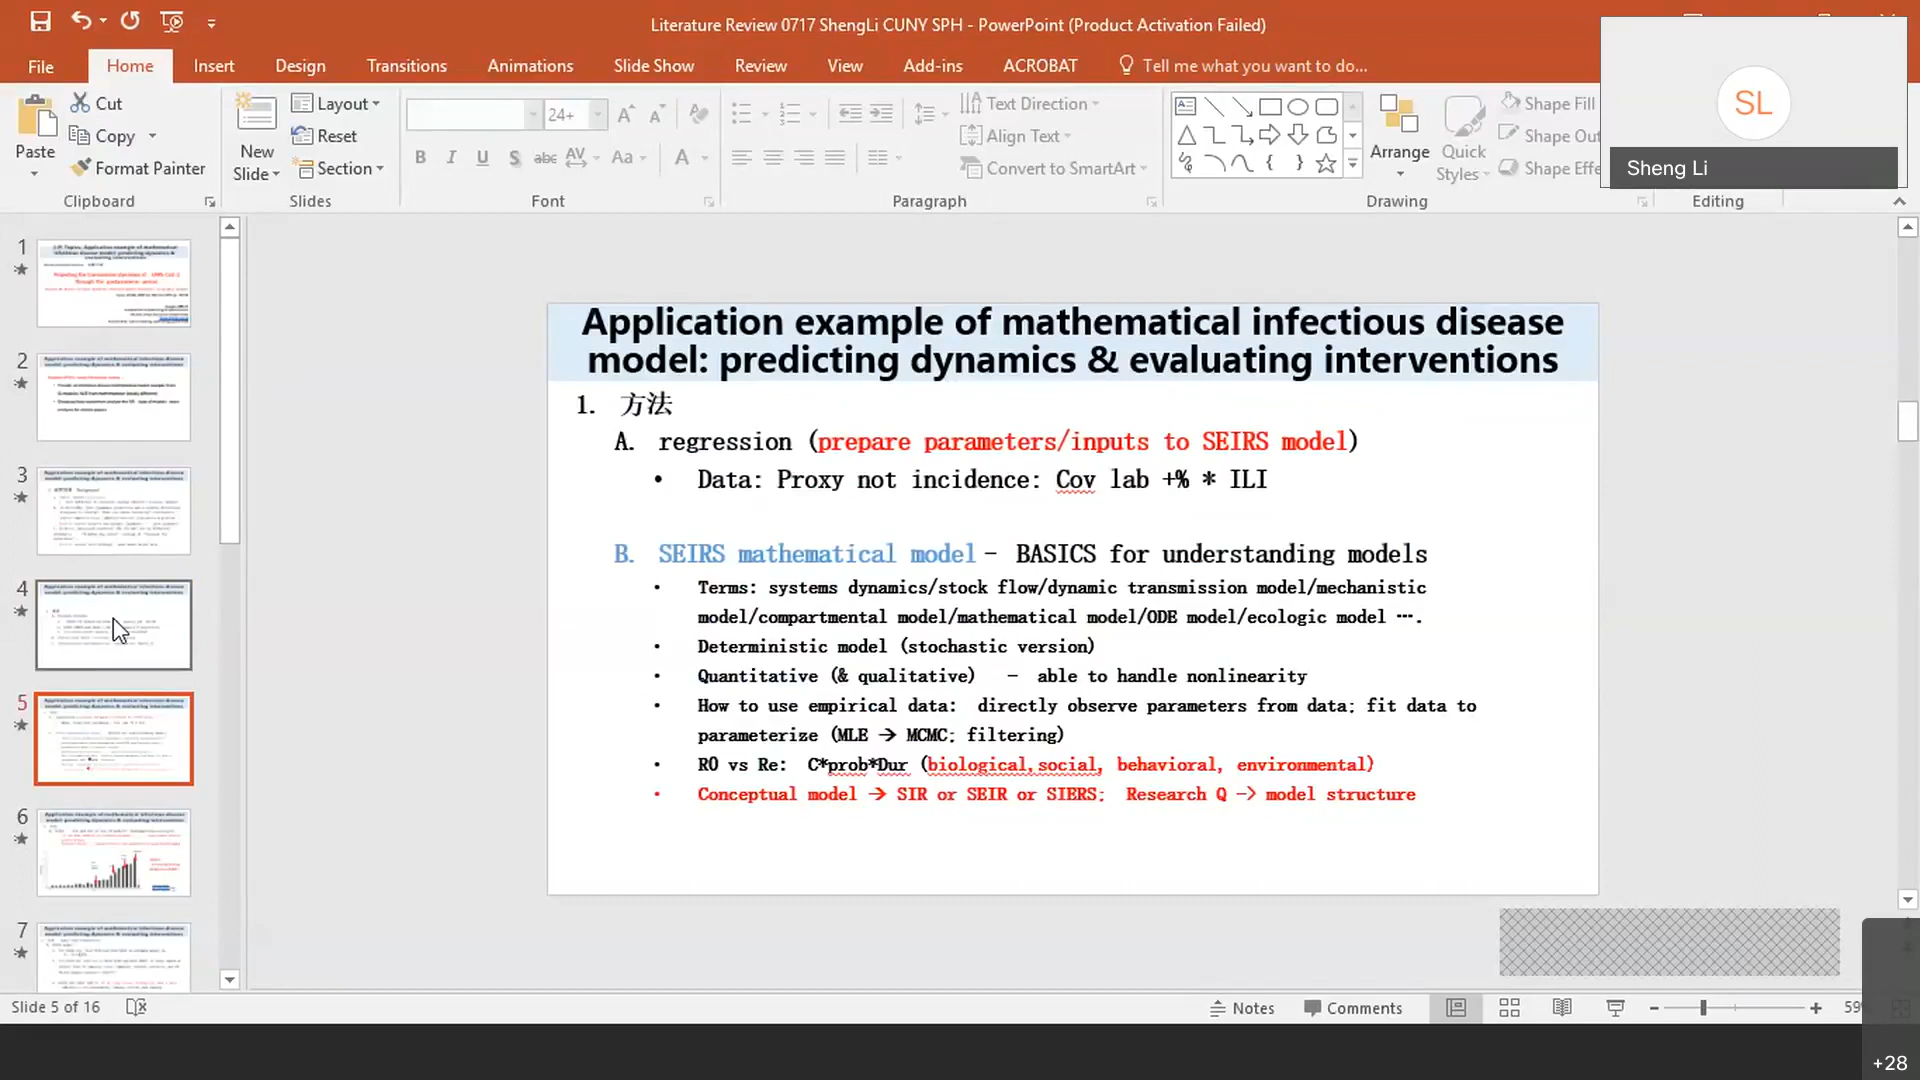 Literature Review 0717 ShengLi CUNY SPH - PowerPoint (Product Activation Failed)
File Home Insert Design Transitions Animations Slide Show Review View Add-ins ACROBAT Tell me what you want to do...
SL
Sheng Li
Paste
Cut
Copy
Format Painter
Clipboard
New
Slide
Layout
Reset
Section
Slides
24+
B I U S abc AV Aa A
Font
Text Direction
Align Text
Convert to SmartArt
Paragraph
Arrange
Quick
Styles
Shape Fill
Shape Out
Shape Effe
Drawing
Editing
1
2
3
4
5
6
7
Application example of mathematical infectious disease
model: predicting dynamics & evaluating interventions
1. 方法
A. regression (prepare parameters/inputs to SEIRS model)
• Data: Proxy not incidence: Cov lab +% * ILI
B. SEIRS mathematical model – BASICS for understanding models
• Terms: systems dynamics/stock flow/dynamic transmission model/mechanistic
model/compartmental model/mathematical model/ODE model/ecologic model ….
• Deterministic model (stochastic version)
• Quantitative (& qualitative) – able to handle nonlinearity
• How to use empirical data: directly observe parameters from data; fit data to
parameterize (MLE → MCMC; filtering)
• R0 vs Re: C*prob*Dur (biological,social, behavioral, environmental)
• Conceptual model → SIR or SEIR or SIERS; Research Q -> model structure
Slide 5 of 16
Notes
Comments
59
+28